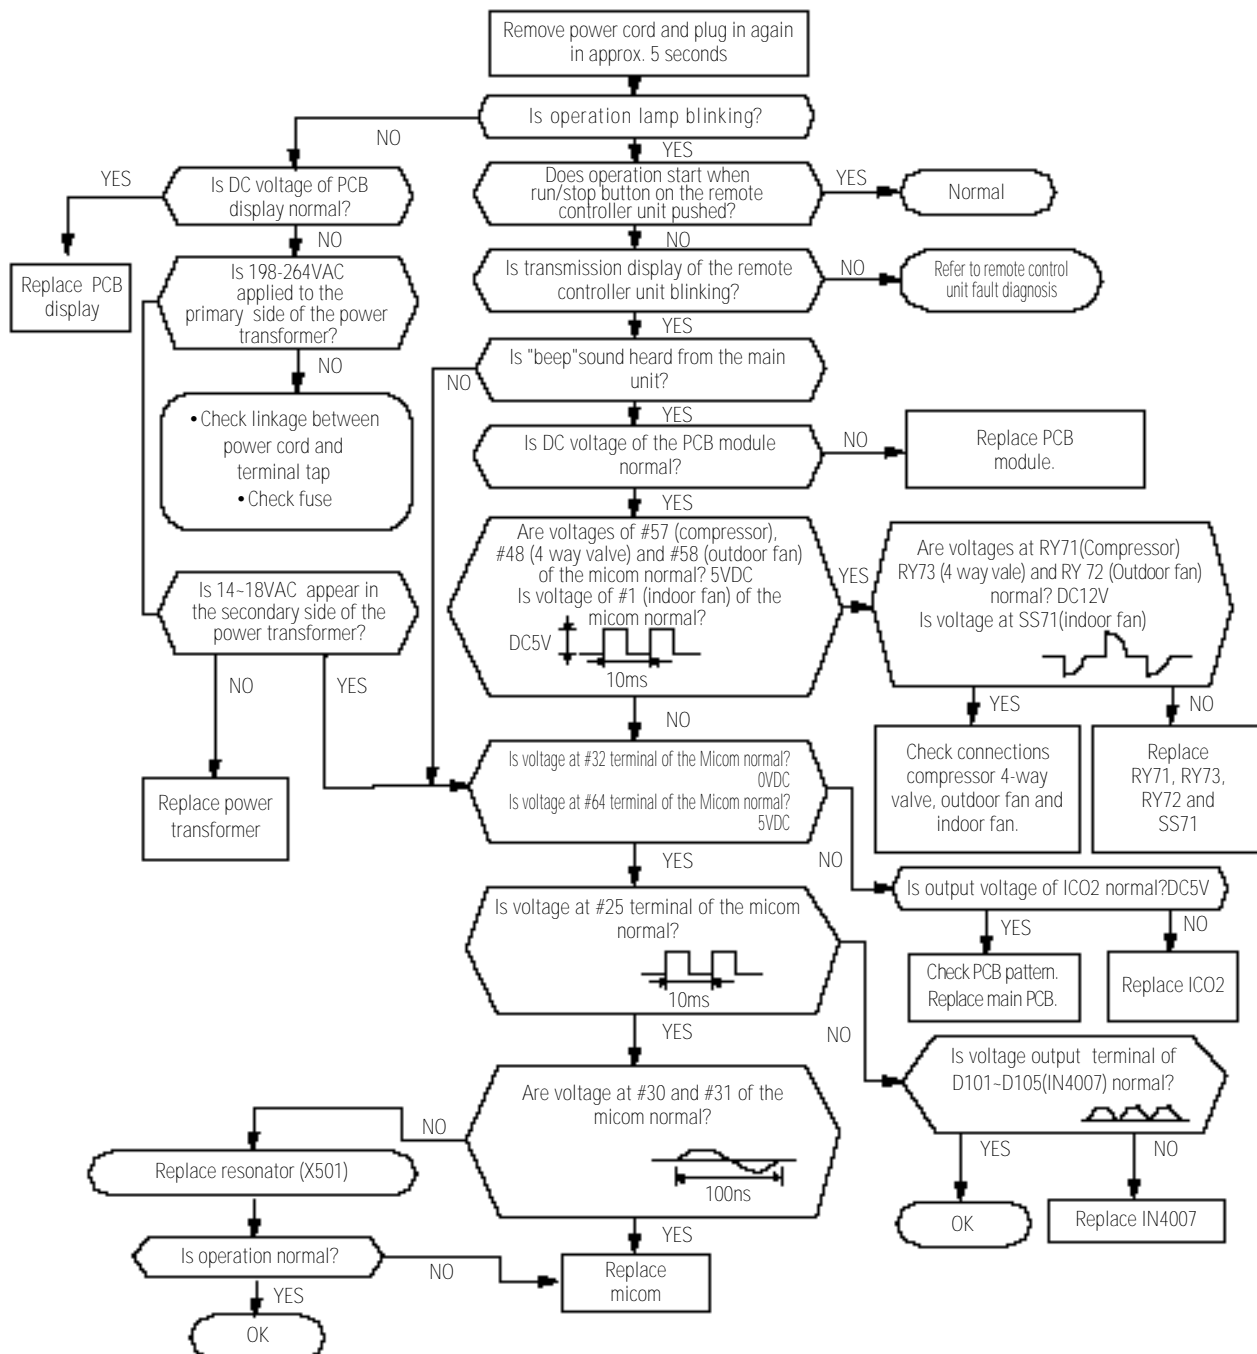 Remove power cord and plug in again
in approx. 5 seconds
Is operation lamp blinking?
NO
YES
YES
Is DC voltage of PCB
display normal?
Does operation start when
run/stop button on the remote
controller unit pushed?
YES
Normal
NO
NO
Replace PCB
display
Is 198-264VAC
applied to the
primary side of the power
transformer?
Is transmission display of the remote
controller unit blinking?
NO
Refer to remote control
unit fault diagnosis
YES
NO
NO
Is "beep"sound heard from the main
unit?
YES
• Check linkage between
power cord and
terminal tap
• Check fuse
Is DC voltage of the PCB module
normal?
NO
Replace PCB
module.
YES
Are voltages of #57 (compressor),
#48 (4 way valve) and #58 (outdoor fan)
of the micom normal? 5VDC
Is voltage of #1 (indoor fan) of the
micom normal?
DC5V
10ms
YES
Are voltages at RY71(Compressor)
RY73 (4 way vale) and RY 72 (Outdoor fan)
normal? DC12V
Is voltage at SS71(indoor fan)
Is 14~18VAC appear in
the secondary side of the
power transformer?
NO
YES
NO
YES
NO
Replace power
transformer
Is voltage at #32 terminal of the Micom normal?
0VDC
Is voltage at #64 terminal of the Micom normal?
5VDC
Check connections
compressor 4-way
valve, outdoor fan and
indoor fan.
Replace
RY71, RY73,
RY72 and
SS71
YES
NO
Is output voltage of ICO2 normal?DC5V
Is voltage at #25 terminal of the micom
normal?
10ms
YES
NO
Check PCB pattern.
Replace main PCB.
Replace ICO2
YES
NO
Is voltage output terminal of
D101~D105(IN4007) normal?
Are voltage at #30 and #31 of the
micom normal?
100ns
NO
YES
NO
Replace resonator (X501)
OK
Replace IN4007
YES
Is operation normal?
NO
Replace
micom
YES
OK